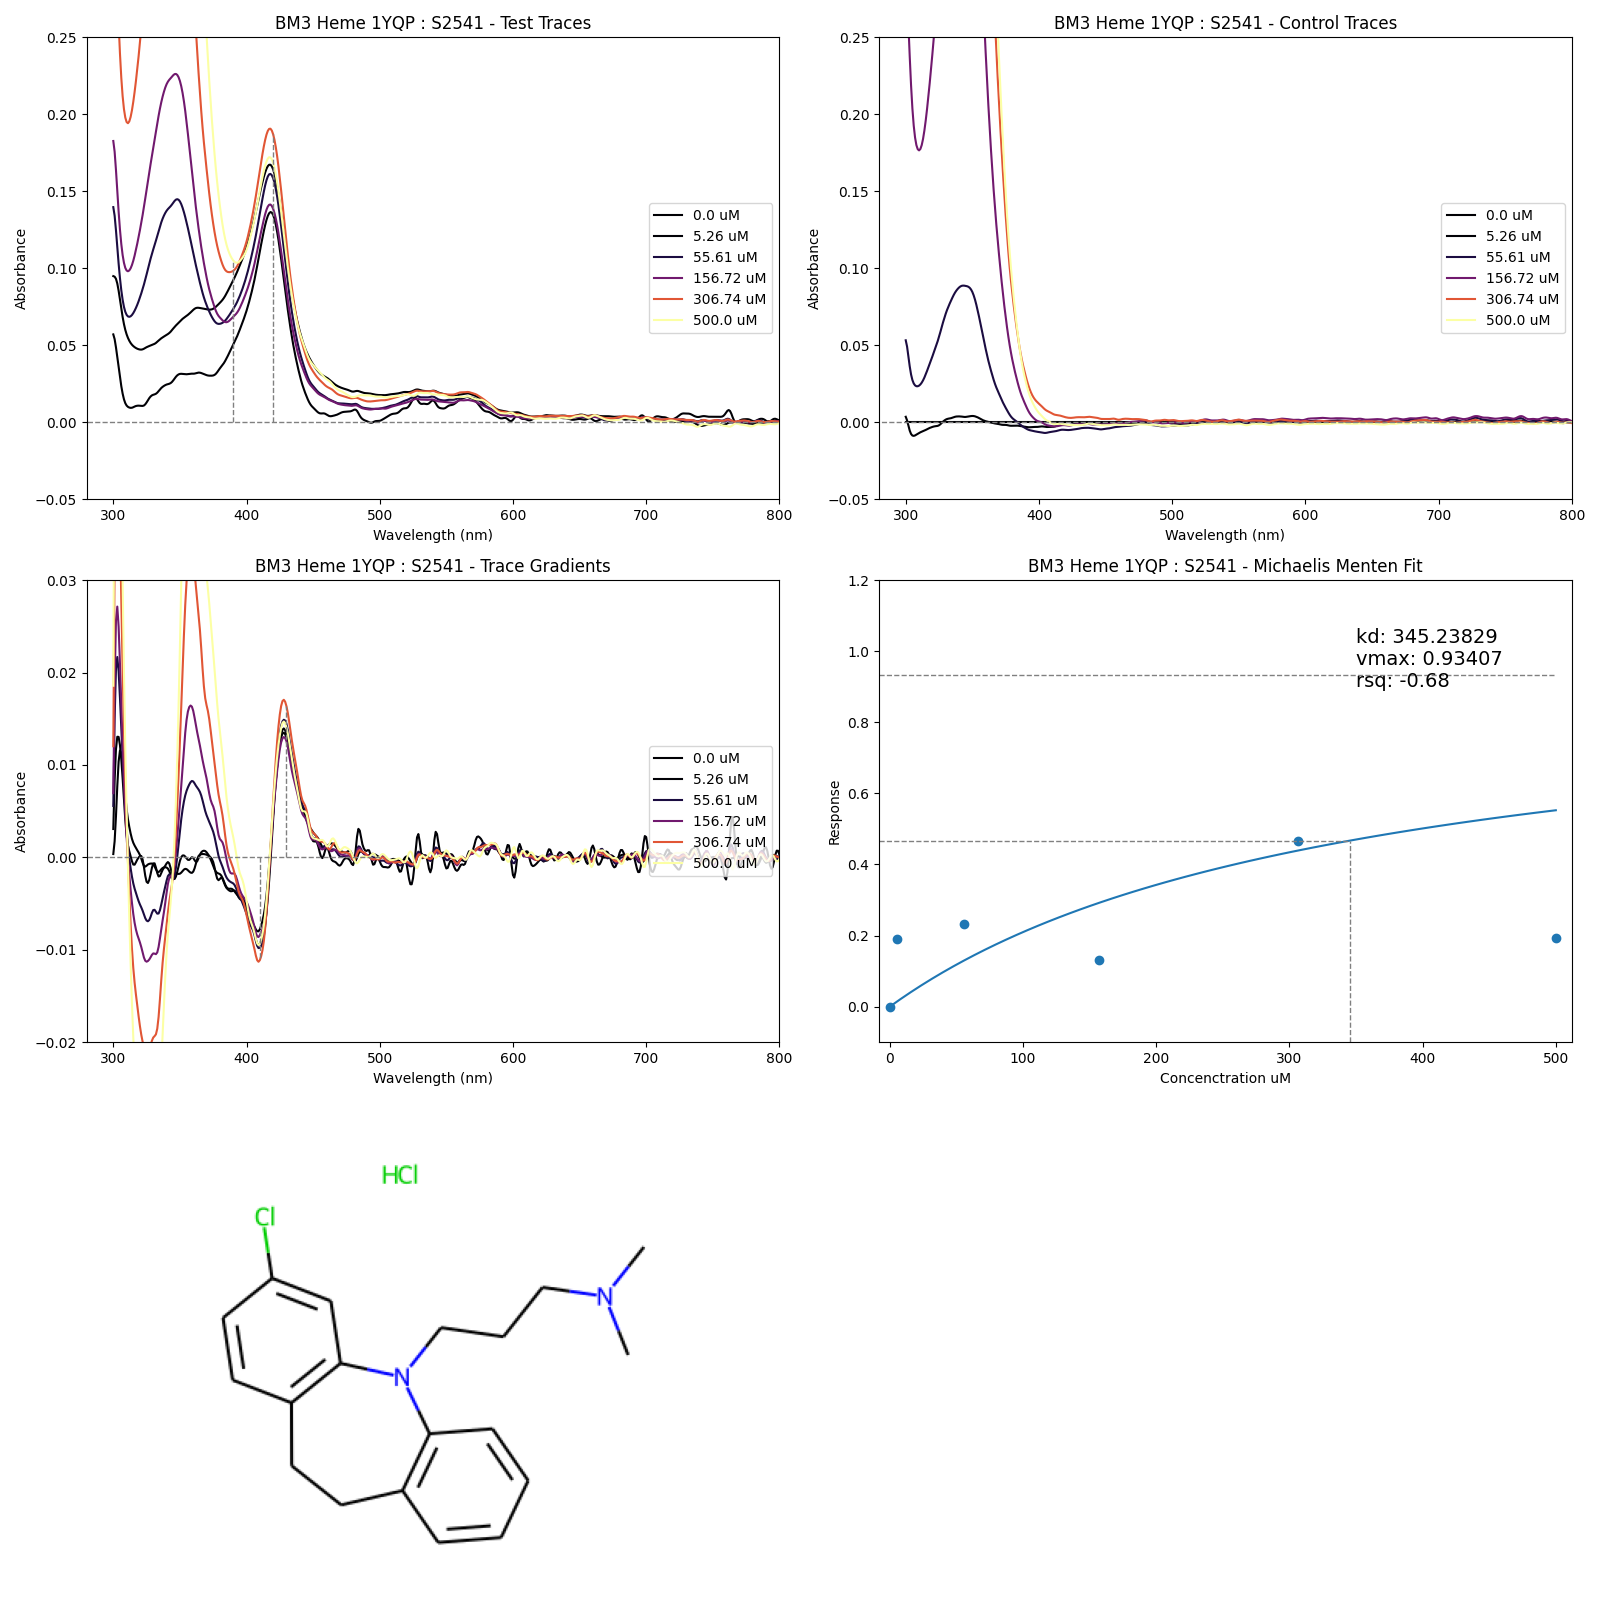 BM3 Heme 1YQP : S2541 - Test Traces
0.25
0.20
0.15
0.10
0.05
0.00
−0.05
Absorbance
0.0 uM
5.26 uM
55.61 uM
156.72 uM
306.74 uM
500.0 uM
300 400 500 600 700 800
Wavelength (nm)
BM3 Heme 1YQP : S2541 - Control Traces
0.25
0.20
0.15
0.10
0.05
0.00
−0.05
Absorbance
0.0 uM
5.26 uM
55.61 uM
156.72 uM
306.74 uM
500.0 uM
300 400 500 600 700 800
Wavelength (nm)
BM3 Heme 1YQP : S2541 - Trace Gradients
0.03
0.02
0.01
0.00
−0.01
−0.02
Absorbance
0.0 uM
5.26 uM
55.61 uM
156.72 uM
306.74 uM
500.0 uM
300 400 500 600 700 800
Wavelength (nm)
BM3 Heme 1YQP : S2541 - Michaelis Menten Fit
1.2
1.0
0.8
0.6
0.4
0.2
0.0
Response
kd: 345.23829
vmax: 0.93407
rsq: -0.68
0 100 200 300 400 500
Concenctration uM
HCl
Cl
N
N